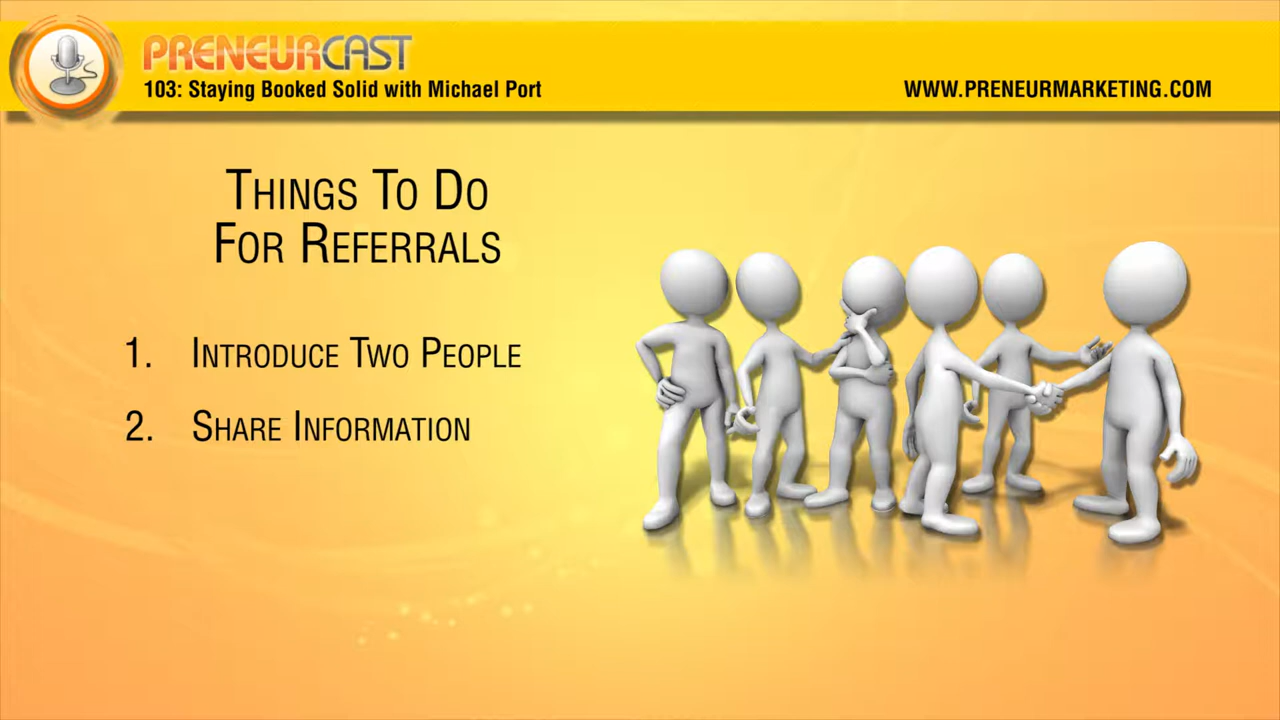 PRENEURCAST
103: Staying Booked Solid with Michael Port
WWW.PRENEURMARKETING.COM
THINGS TO DO
FOR REFERRALS
1. INTRODUCE TWO PEOPLE
2. SHARE INFORMATION